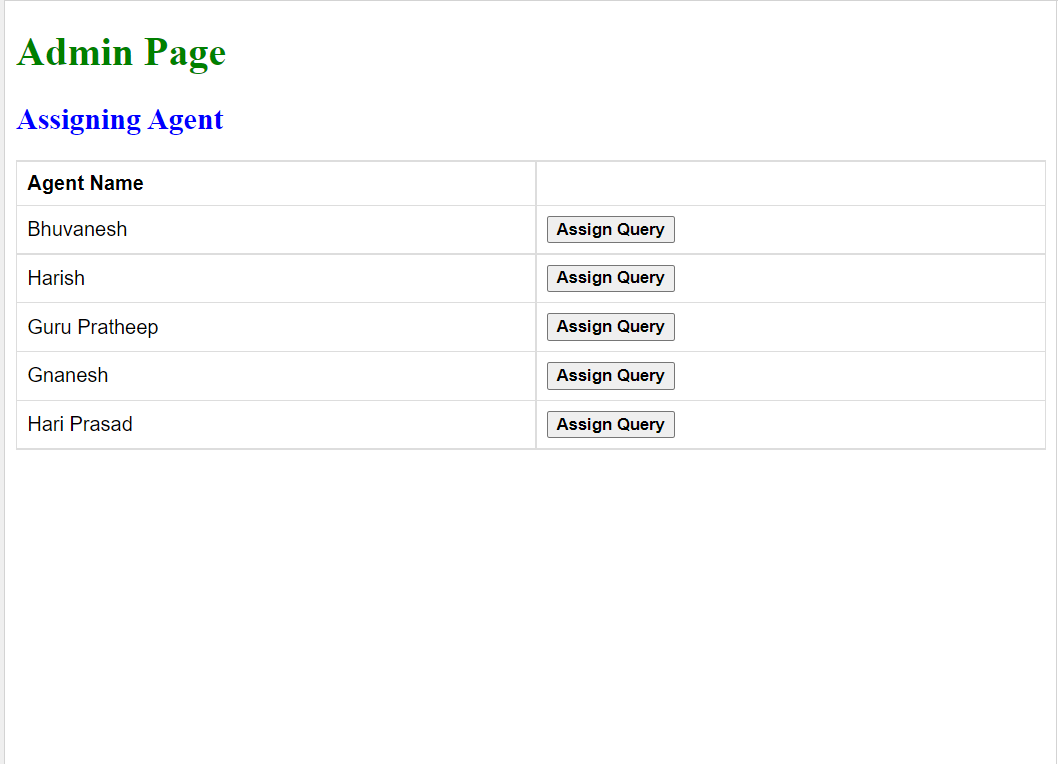 Admin Page
Assigning Agent
Agent Name
Bhuvanesh Assign Query
Harish Assign Query
Guru Pratheep Assign Query
Gnanesh Assign Query
Hari Prasad Assign Query